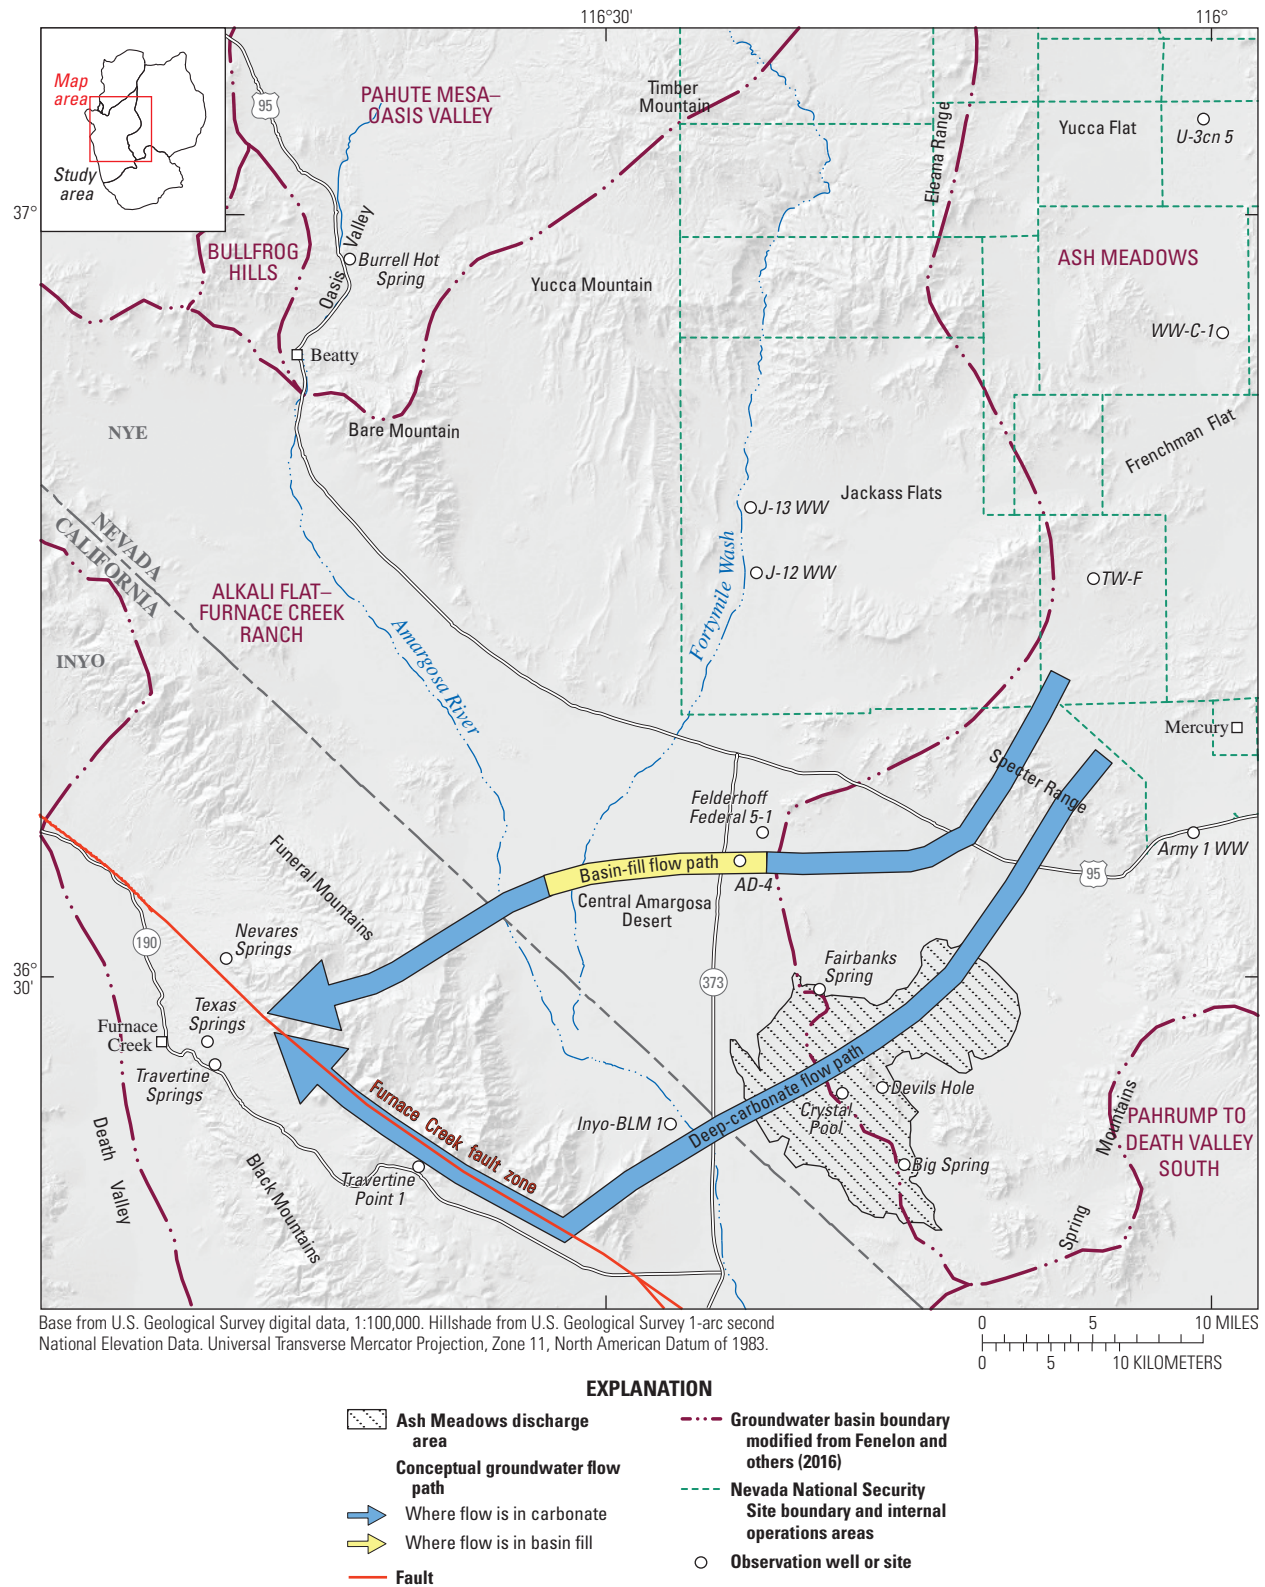 116°30'
116°
Map
area
Study
area
95
PAHUTE MESA–
OASIS VALLEY
Timber
Mountain
Eleana Range
Yucca Flat
U-3cn 5
37°
BULLFROG
HILLS
Oasis Valley
Burrell Hot
Spring
Yucca Mountain
ASH MEADOWS
WW-C-1
Beatty
Bare Mountain
NYE
Frenchman Flat
J-13 WW
Jackass Flats
NEVADA
CALIFORNIA
J-12 WW
TW-F
ALKALI FLAT–
FURNACE CREEK
RANCH
Fortymile Wash
INYO
Amargosa River
Mercury
Specter Range
Felderhoff
Federal 5-1
Army 1 WW
Funeral Mountains
Basin-fill flow path
AD-4
95
Central Amargosa
Desert
190
Nevares
Springs
Fairbanks
Spring
36°
30'
373
Texas
Springs
Furnace
Creek
Travertine
Springs
Deep-carbonate flow path
Devils Hole
Crystal
Pool
Furnace Creek fault zone
Inyo-BLM 1
PAHRUMP TO
DEATH VALLEY
SOUTH
Death Valley
Black Mountains
Travertine
Point 1
Big Spring
Spring Mountains
Base from U.S. Geological Survey digital data, 1:100,000. Hillshade from U.S. Geological Survey 1-arc second
National Elevation Data. Universal Transverse Mercator Projection, Zone 11, North American Datum of 1983.
0 5 10 MILES
0 5 10 KILOMETERS
EXPLANATION
Ash Meadows discharge
area
Conceptual groundwater flow
path
Where flow is in carbonate
Where flow is in basin fill
Fault
Groundwater basin boundary
modified from Fenelon and
others (2016)
Nevada National Security
Site boundary and internal
operations areas
Observation well or site